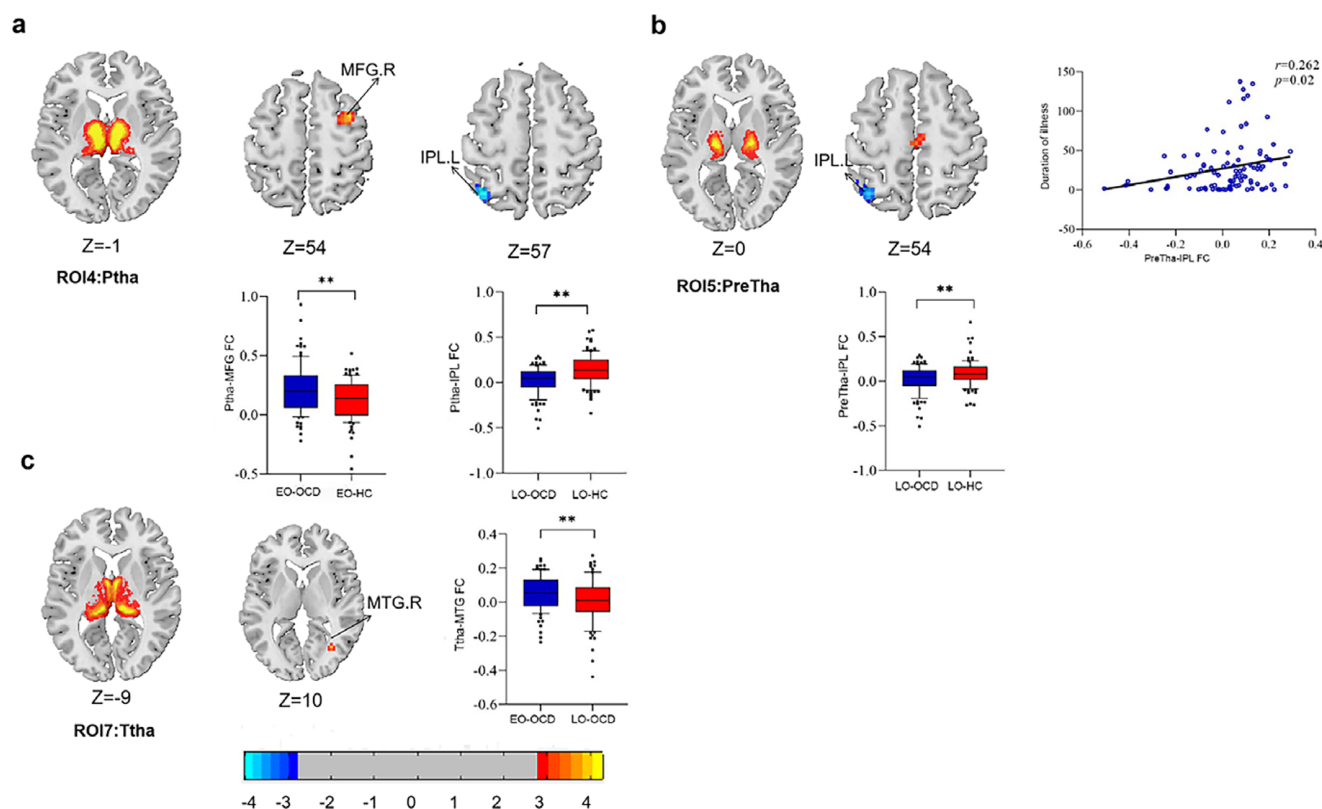 a
MFG.R
IPL.L
Z=-1
Z=54
Z=57
ROI4:Ptha
**
1.0
0.5
0.0
-0.5
Ptha-MFG FC
EO-OCD
EO-HC
**
1.0
0.5
0.0
-0.5
-1.0
Ptha-IPL FC
LO-OCD
LO-HC
b
IPL.L
Z=0
Z=54
ROI5:PreTha
r=0.262
p=0.02
150
100
50
0
-50
Duration of illness
-0.6
-0.4
-0.2
0.0
0.2
0.4
PreTha-IPL FC
**
1.0
0.5
0.0
-0.5
-1.0
PreTha-IPL FC
LO-OCD
LO-HC
c
MTG.R
Z=-9
Z=10
ROI7:Ttha
**
0.4
0.2
0.0
-0.2
-0.4
-0.6
Ttha-MTG FC
EO-OCD
LO-OCD
-4 -3 -2 -1 0 1 2 3 4